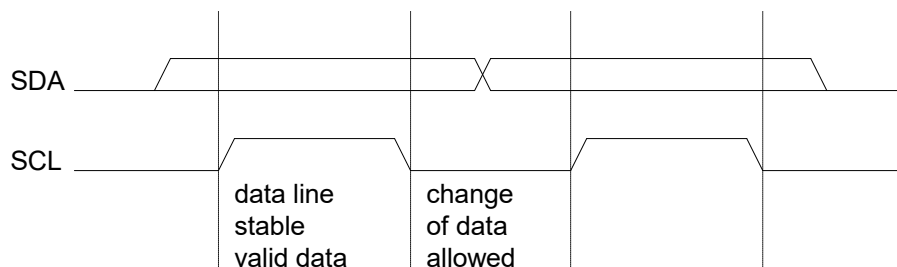 SDA
SCL
data line
stable
valid data
change
of data
allowed